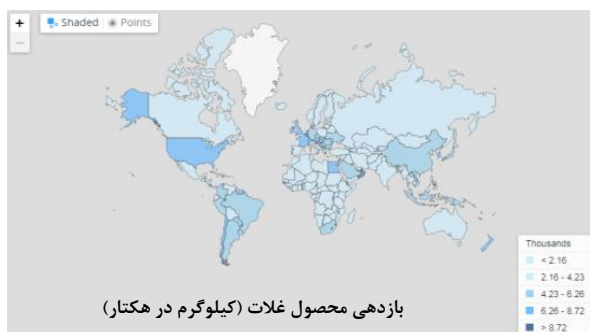 +
Shaded Points
−
Thousands
< 2.16
2.16 - 4.23
4.23 - 6.26
6.26 - 8.72
> 8.72
بازدهی محصول غلات (کیلوگرم در هکتار)